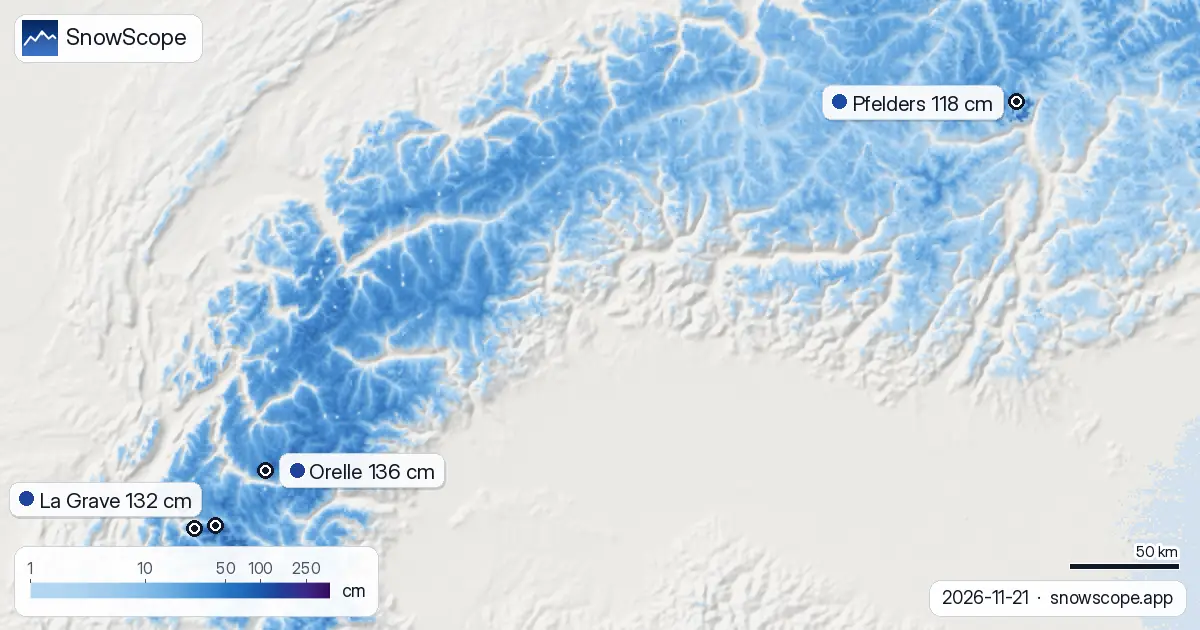 SnowScope
Pfelders 118 cm
Orelle 136 cm
La Grave 132 cm
1 10 50 100 250
cm
50 km
2026-11-21 · snowscope.app